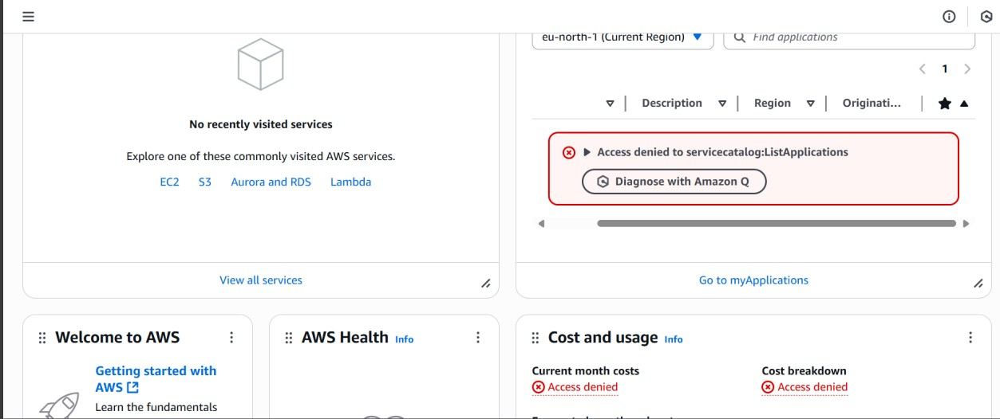 eu-north-1 (Current Region)
Find applications
1
Description
Region
Originati...
No recently visited services
Explore one of these commonly visited AWS services.
EC2
S3
Aurora and RDS
Lambda
Access denied to servicecatalog:ListApplications
Diagnose with Amazon Q
View all services
Go to myApplications
Welcome to AWS
Getting started with
AWS
Learn the fundamentals
AWS Health
Info
Cost and usage
Info
Current month costs
Access denied
Cost breakdown
Access denied